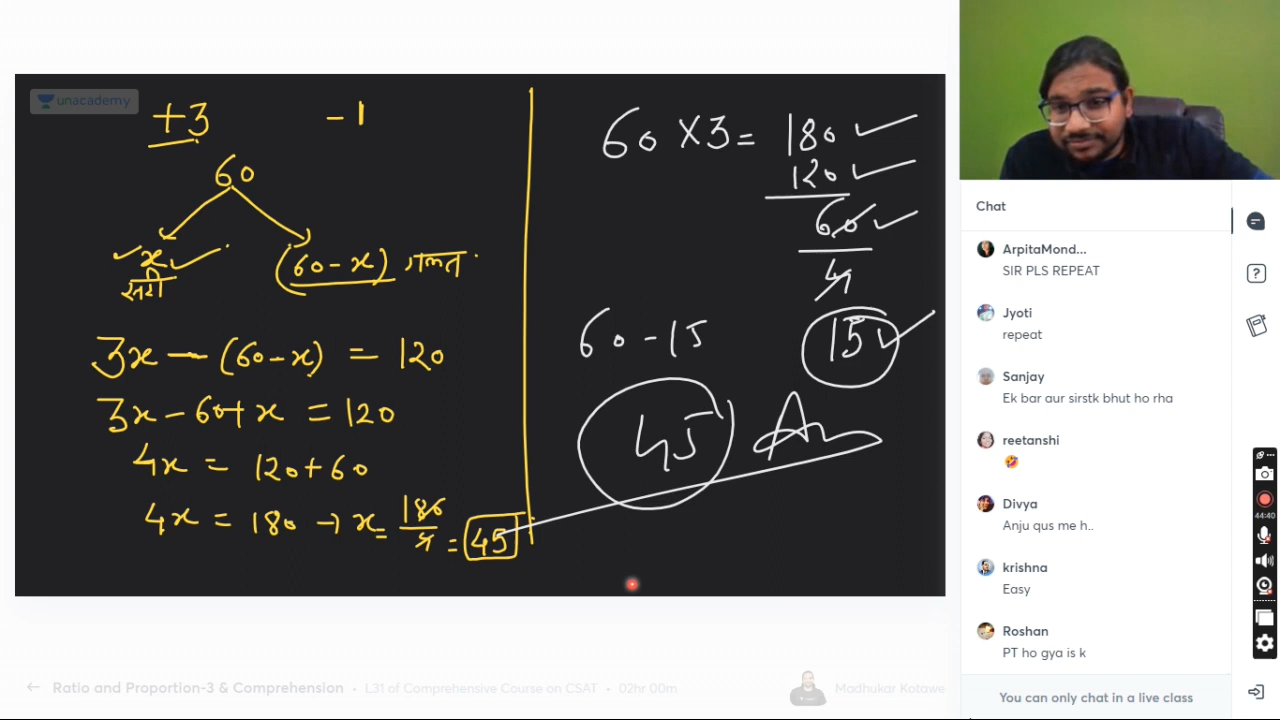 unacademy
+3 -1
60
x (60-x) गलत
सही
3x - (60-x) = 120
3x - 60 + x = 120
4x = 120+60
4x = 180 → x = 180/4 = 45
60 X 3 = 180
120
60
4
15
60-15
45 Ans
Chat
ArpitaMond...
SIR PLS REPEAT
Jyoti
repeat
Sanjay
Ek bar aur sirstk bhut ho rha
reetanshi
🤣
Divya
Anju qus me h..
krishna
Easy
Roshan
PT ho gya is k
You can only chat in a live class
44:40
← Ratio and Proportion-3 & Comprehension • L31 of Comprehensive Course on CSAT • 02hr 00m
Madhukar Kotawe